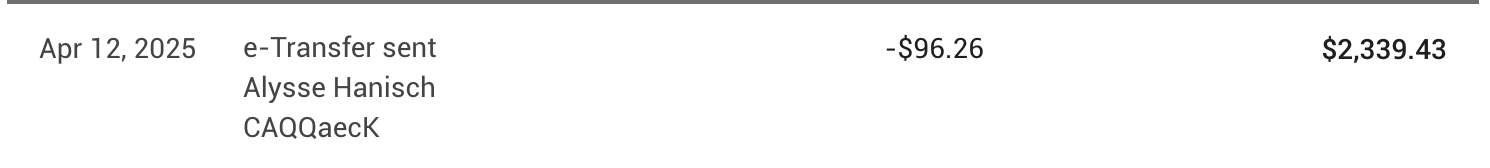 Apr 12, 2025 e-Transfer sent -$96.26 $2,339.43
Alysse Hanisch
CAQQaecK